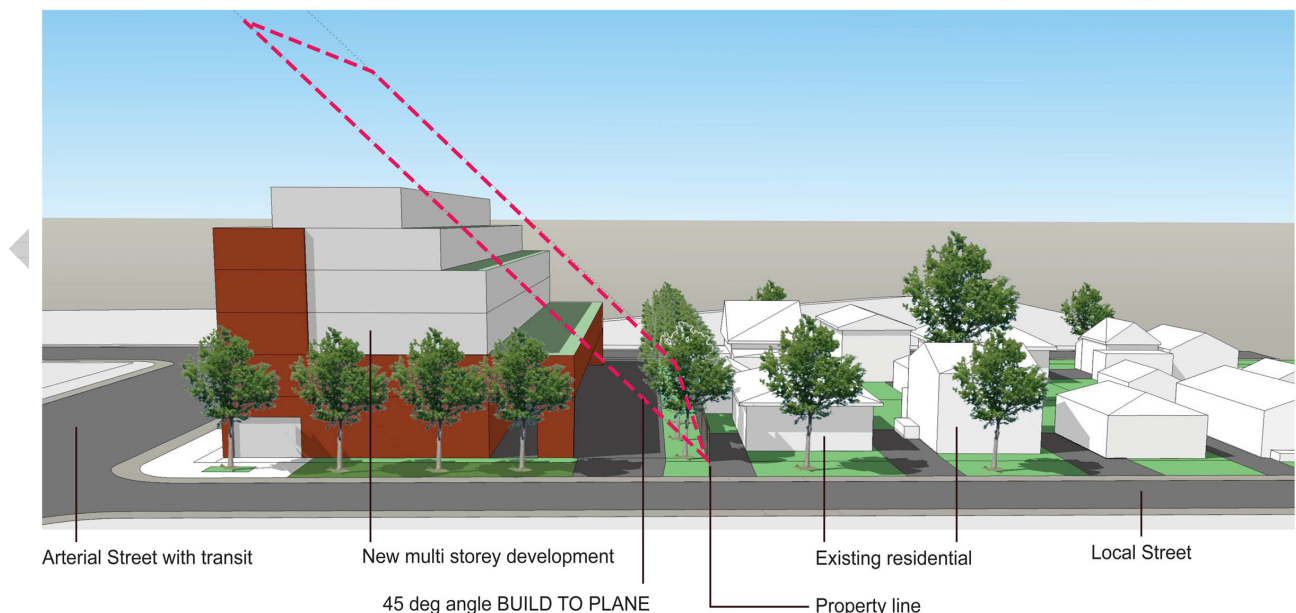 Arterial Street with transit
New multi storey development
Existing residential
Local Street
45 deg angle BUILD TO PLANE
Property line